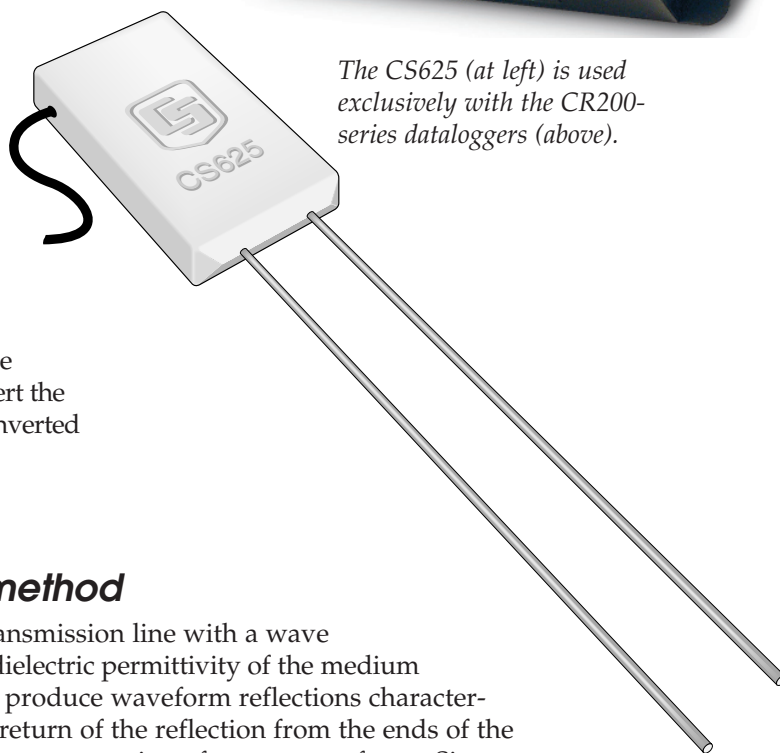 The CS625 (at left) is used
exclusively with the CR200-
series dataloggers (above).
CS625
ert the
nverted
method
ansmission line with a wave
dielectric permittivity of the medium
produce waveform reflections character-
return of the reflection from the ends of the